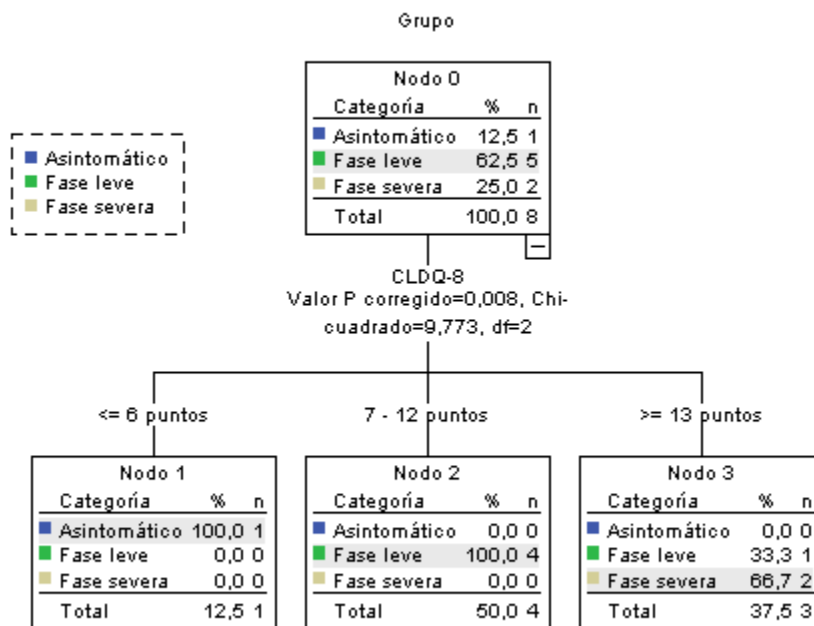 Grupo
Nodo 0
Categoría % n
Asintomático 12,5 1
Fase leve 62,5 5
Fase severa 25,0 2
Total 100,0 8
Asintomático
Fase leve
Fase severa
CLDQ-8
Valor P corregido=0,008, Chi-
cuadrado=9,773, df=2
<= 6 puntos
7 - 12 puntos
>= 13 puntos
Nodo 1
Categoría % n
Asintomático 100,0 1
Fase leve 0,0 0
Fase severa 0,0 0
Total 12,5 1
Nodo 2
Categoría % n
Asintomático 0,0 0
Fase leve 100,0 4
Fase severa 0,0 0
Total 50,0 4
Nodo 3
Categoría % n
Asintomático 0,0 0
Fase leve 33,3 1
Fase severa 66,7 2
Total 37,5 3